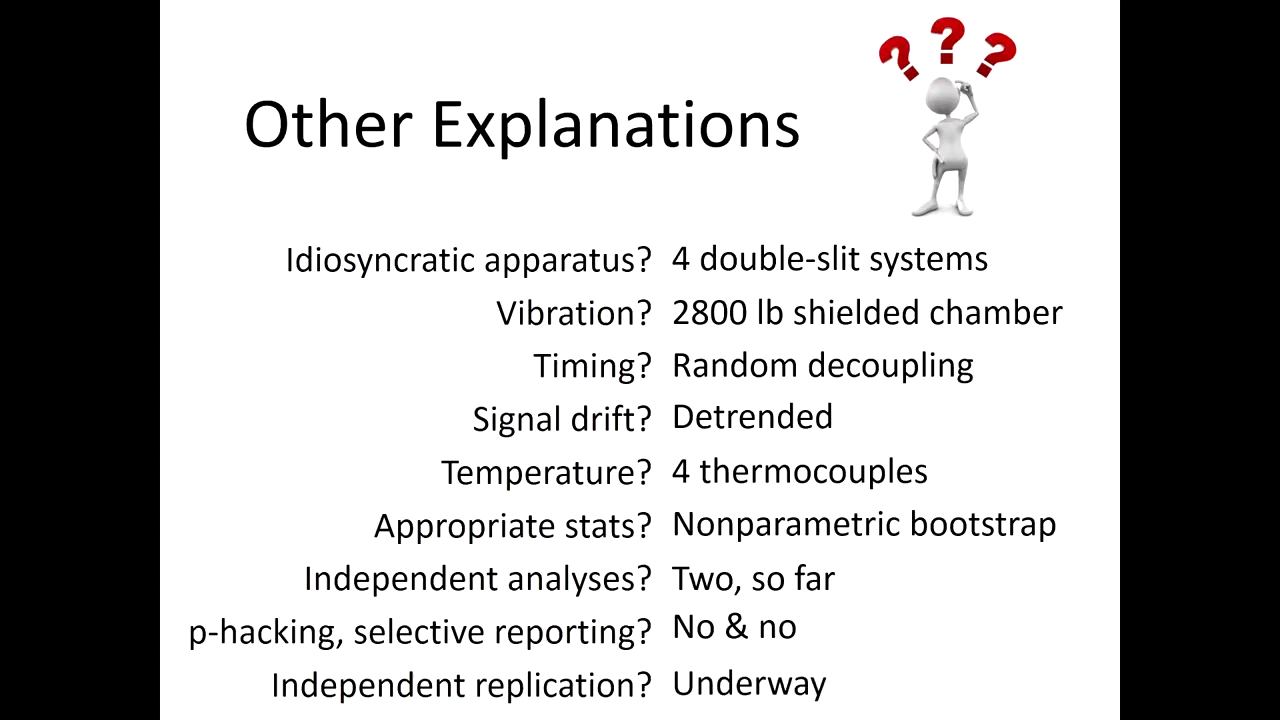 ? ? ?
Other Explanations
Idiosyncratic apparatus? 4 double-slit systems
Vibration? 2800 lb shielded chamber
Timing? Random decoupling
Signal drift? Detrended
Temperature? 4 thermocouples
Appropriate stats? Nonparametric bootstrap
Independent analyses? Two, so far
p-hacking, selective reporting? No & no
Independent replication? Underway